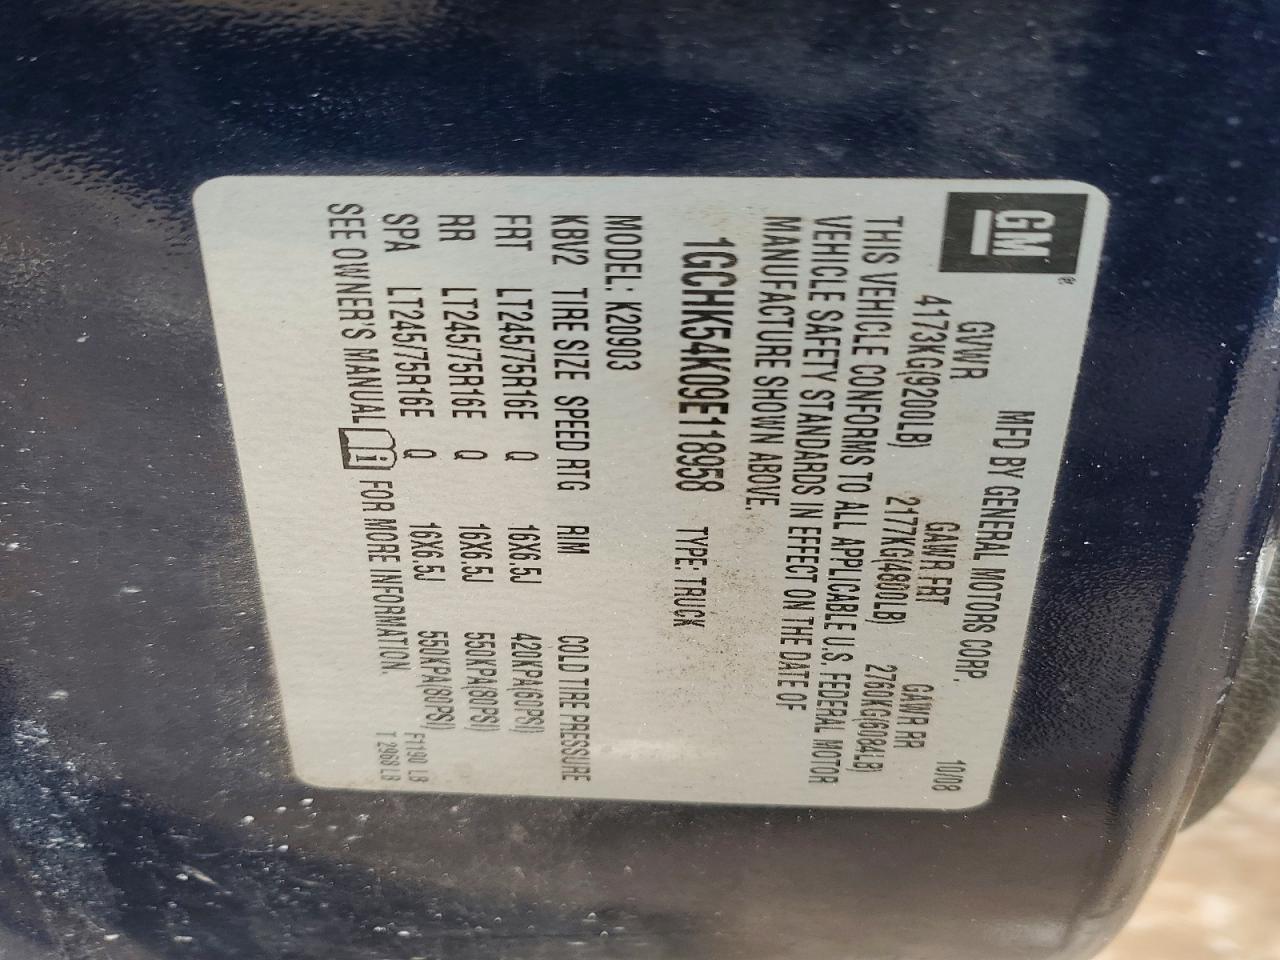 GM ®
MFD BY GENERAL MOTORS CORP. 10/08
GVWR GAWR FRT GAWR RR
4173KG(9200LB) 2177KG(4800LB) 2760KG(6084LB)
THIS VEHICLE CONFORMS TO ALL APPLICABLE U.S. FEDERAL MOTOR
VEHICLE SAFETY STANDARDS IN EFFECT ON THE DATE OF
MANUFACTURE SHOWN ABOVE.
1GCHK54K09E118958 TYPE: TRUCK
MODEL: K20903
KBV2 TIRE SIZE SPEED RTG RIM COLD TIRE PRESSURE
FRT LT245/75R16E Q 16X6.5J 420KPA(60PSI)
RR LT245/75R16E Q 16X6.5J 550KPA(80PSI)
SPA LT245/75R16E Q 16X6.5J 550KPA(80PSI)
SEE OWNER'S MANUAL i FOR MORE INFORMATION.
F1190 LB
T 2968 LB